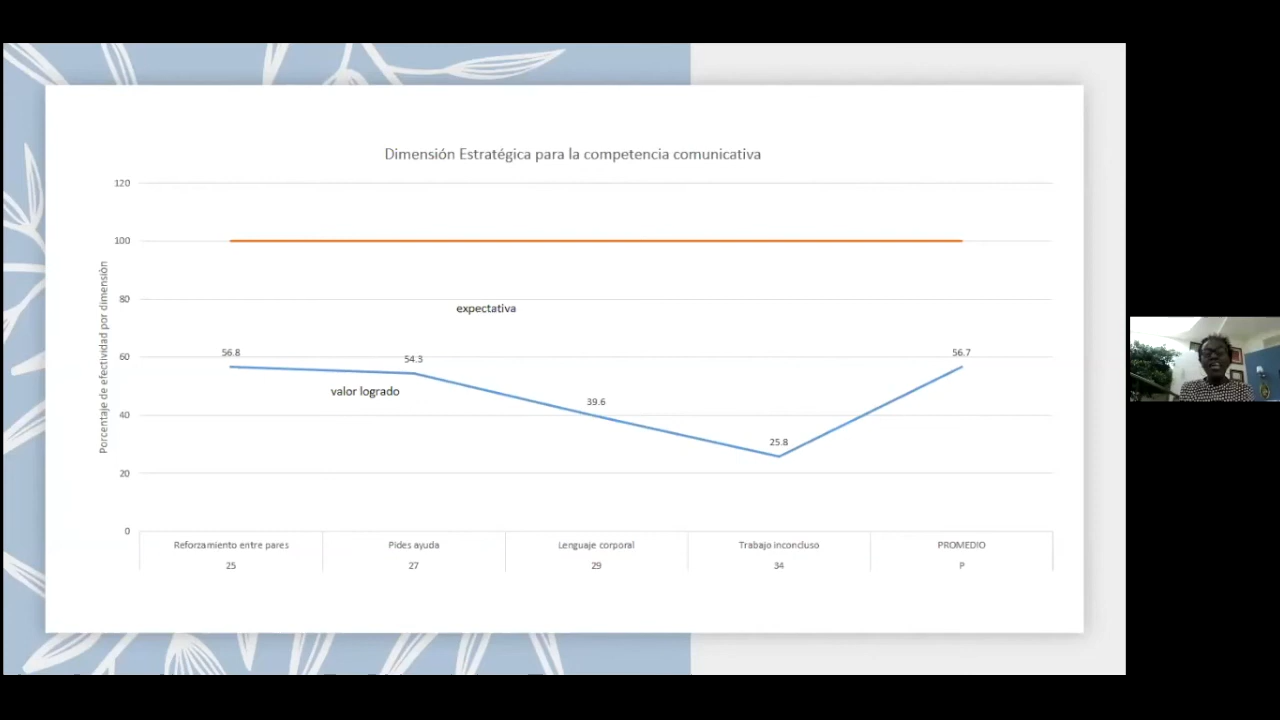 Dimensión Estratégica para la competencia comunicativa
Porcentaje de efectividad por dimensión
120
100
80
60
40
20
0
expectativa
valor logrado
56.8
54.3
39.6
25.8
56.7
Reforzamiento entre pares
Pides ayuda
Lenguaje corporal
Trabajo inconcluso
PROMEDIO
25
27
29
34
P